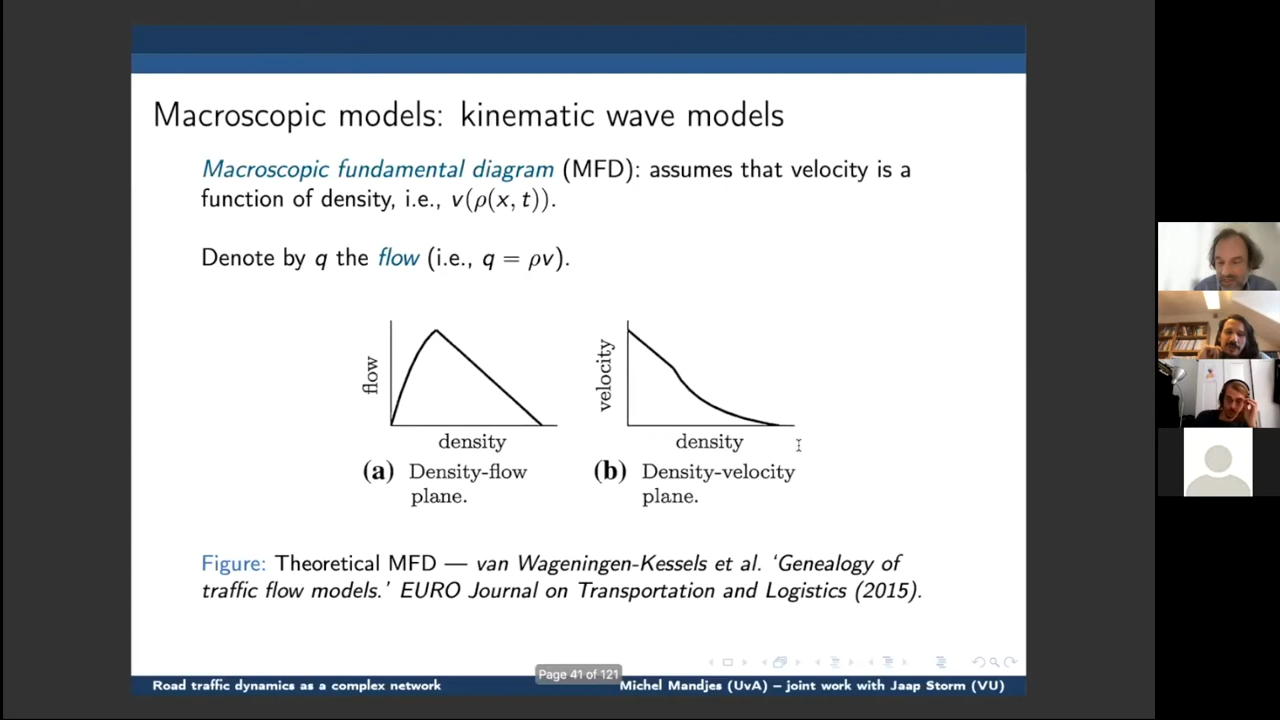 Macroscopic models: kinematic wave models
Macroscopic fundamental diagram (MFD): assumes that velocity is a
function of density, i.e., v(ρ(x, t)).
Denote by q the flow (i.e., q = ρv).
flow
density
(a) Density-flow
plane.
velocity
density
(b) Density-velocity
plane.
Figure: Theoretical MFD — van Wageningen-Kessels et al. ‘Genealogy of
traffic flow models.’ EURO Journal on Transportation and Logistics (2015).
Page 41 of 121
Road traffic dynamics as a complex network
Michel Mandjes (UvA) – joint work with Jaap Storm (VU)